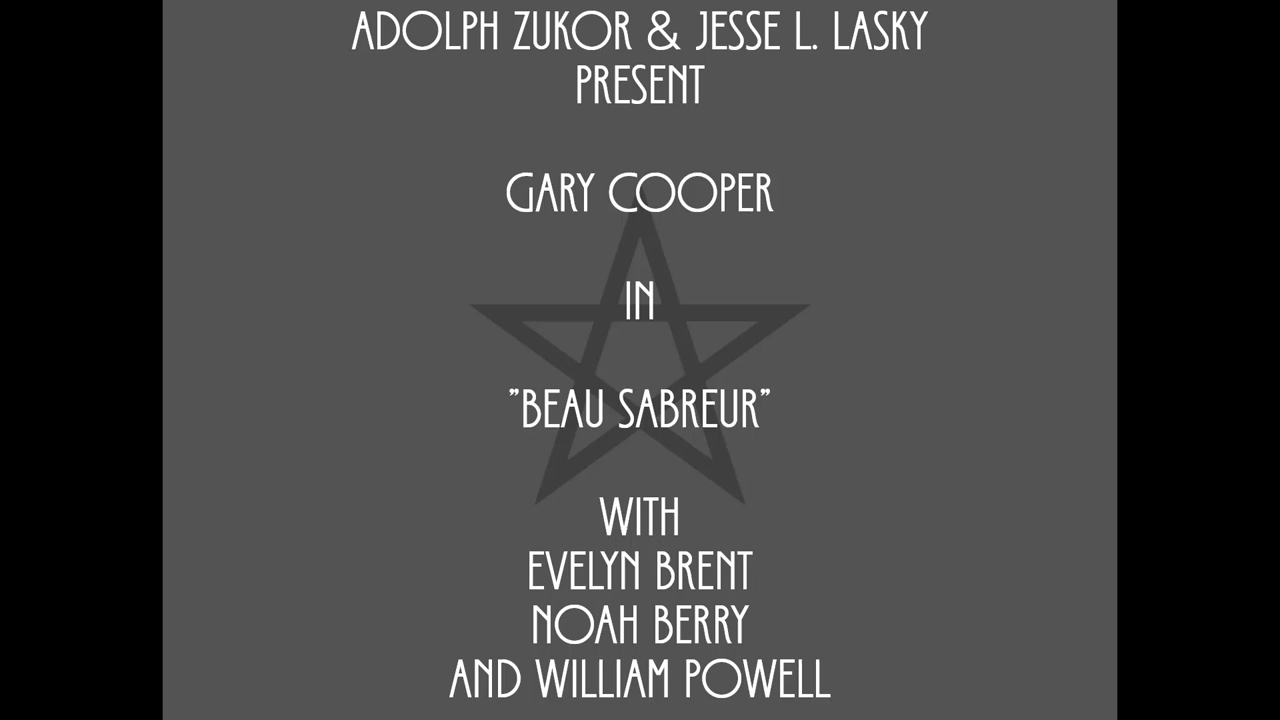 ADOLPH ZUKOR & JESSE L. LASKY
PRESENT
GARY COOPER
IN
"BEAU SABREUR"
WITH
EVELYN BRENT
NOAH BERRY
AND WILLIAM POWELL